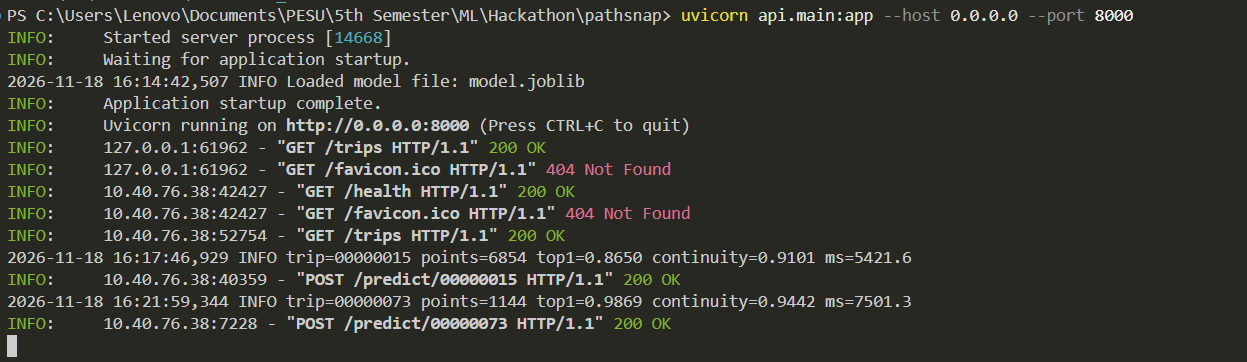 PS C:\Users\Lenovo\Documents\PESU\5th Semester\ML\Hackathon\pathsnap> uvicorn api.main:app --host 0.0.0.0 --port 8000
INFO:     Started server process [14668]
INFO:     Waiting for application startup.
2026-11-18 16:14:42,507 INFO Loaded model file: model.joblib
INFO:     Application startup complete.
INFO:     Uvicorn running on http://0.0.0.0:8000 (Press CTRL+C to quit)
INFO:     127.0.0.1:61962 - "GET /trips HTTP/1.1" 200 OK
INFO:     127.0.0.1:61962 - "GET /favicon.ico HTTP/1.1" 404 Not Found
INFO:     10.40.76.38:42427 - "GET /health HTTP/1.1" 200 OK
INFO:     10.40.76.38:42427 - "GET /favicon.ico HTTP/1.1" 404 Not Found
INFO:     10.40.76.38:52754 - "GET /trips HTTP/1.1" 200 OK
2026-11-18 16:17:46,929 INFO trip=00000015 points=6854 top1=0.8650 continuity=0.9101 ms=5421.6
INFO:     10.40.76.38:40359 - "POST /predict/00000015 HTTP/1.1" 200 OK
2026-11-18 16:21:59,344 INFO trip=00000073 points=1144 top1=0.9869 continuity=0.9442 ms=7501.3
INFO:     10.40.76.38:7228 - "POST /predict/00000073 HTTP/1.1" 200 OK